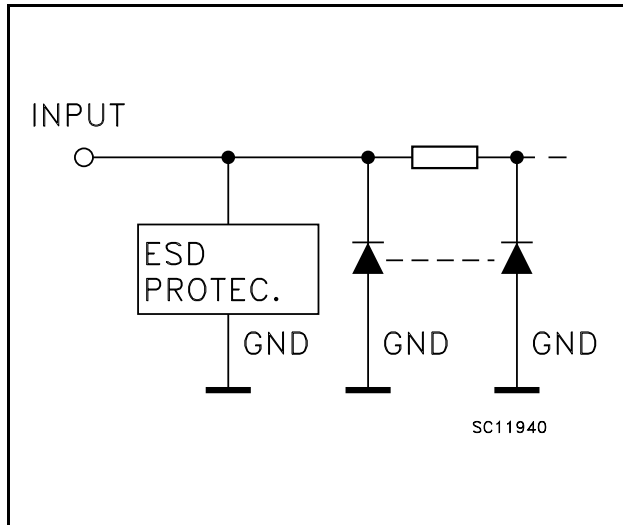 INPUT
ESD
PROTEC.
GND
GND
GND
SC11940